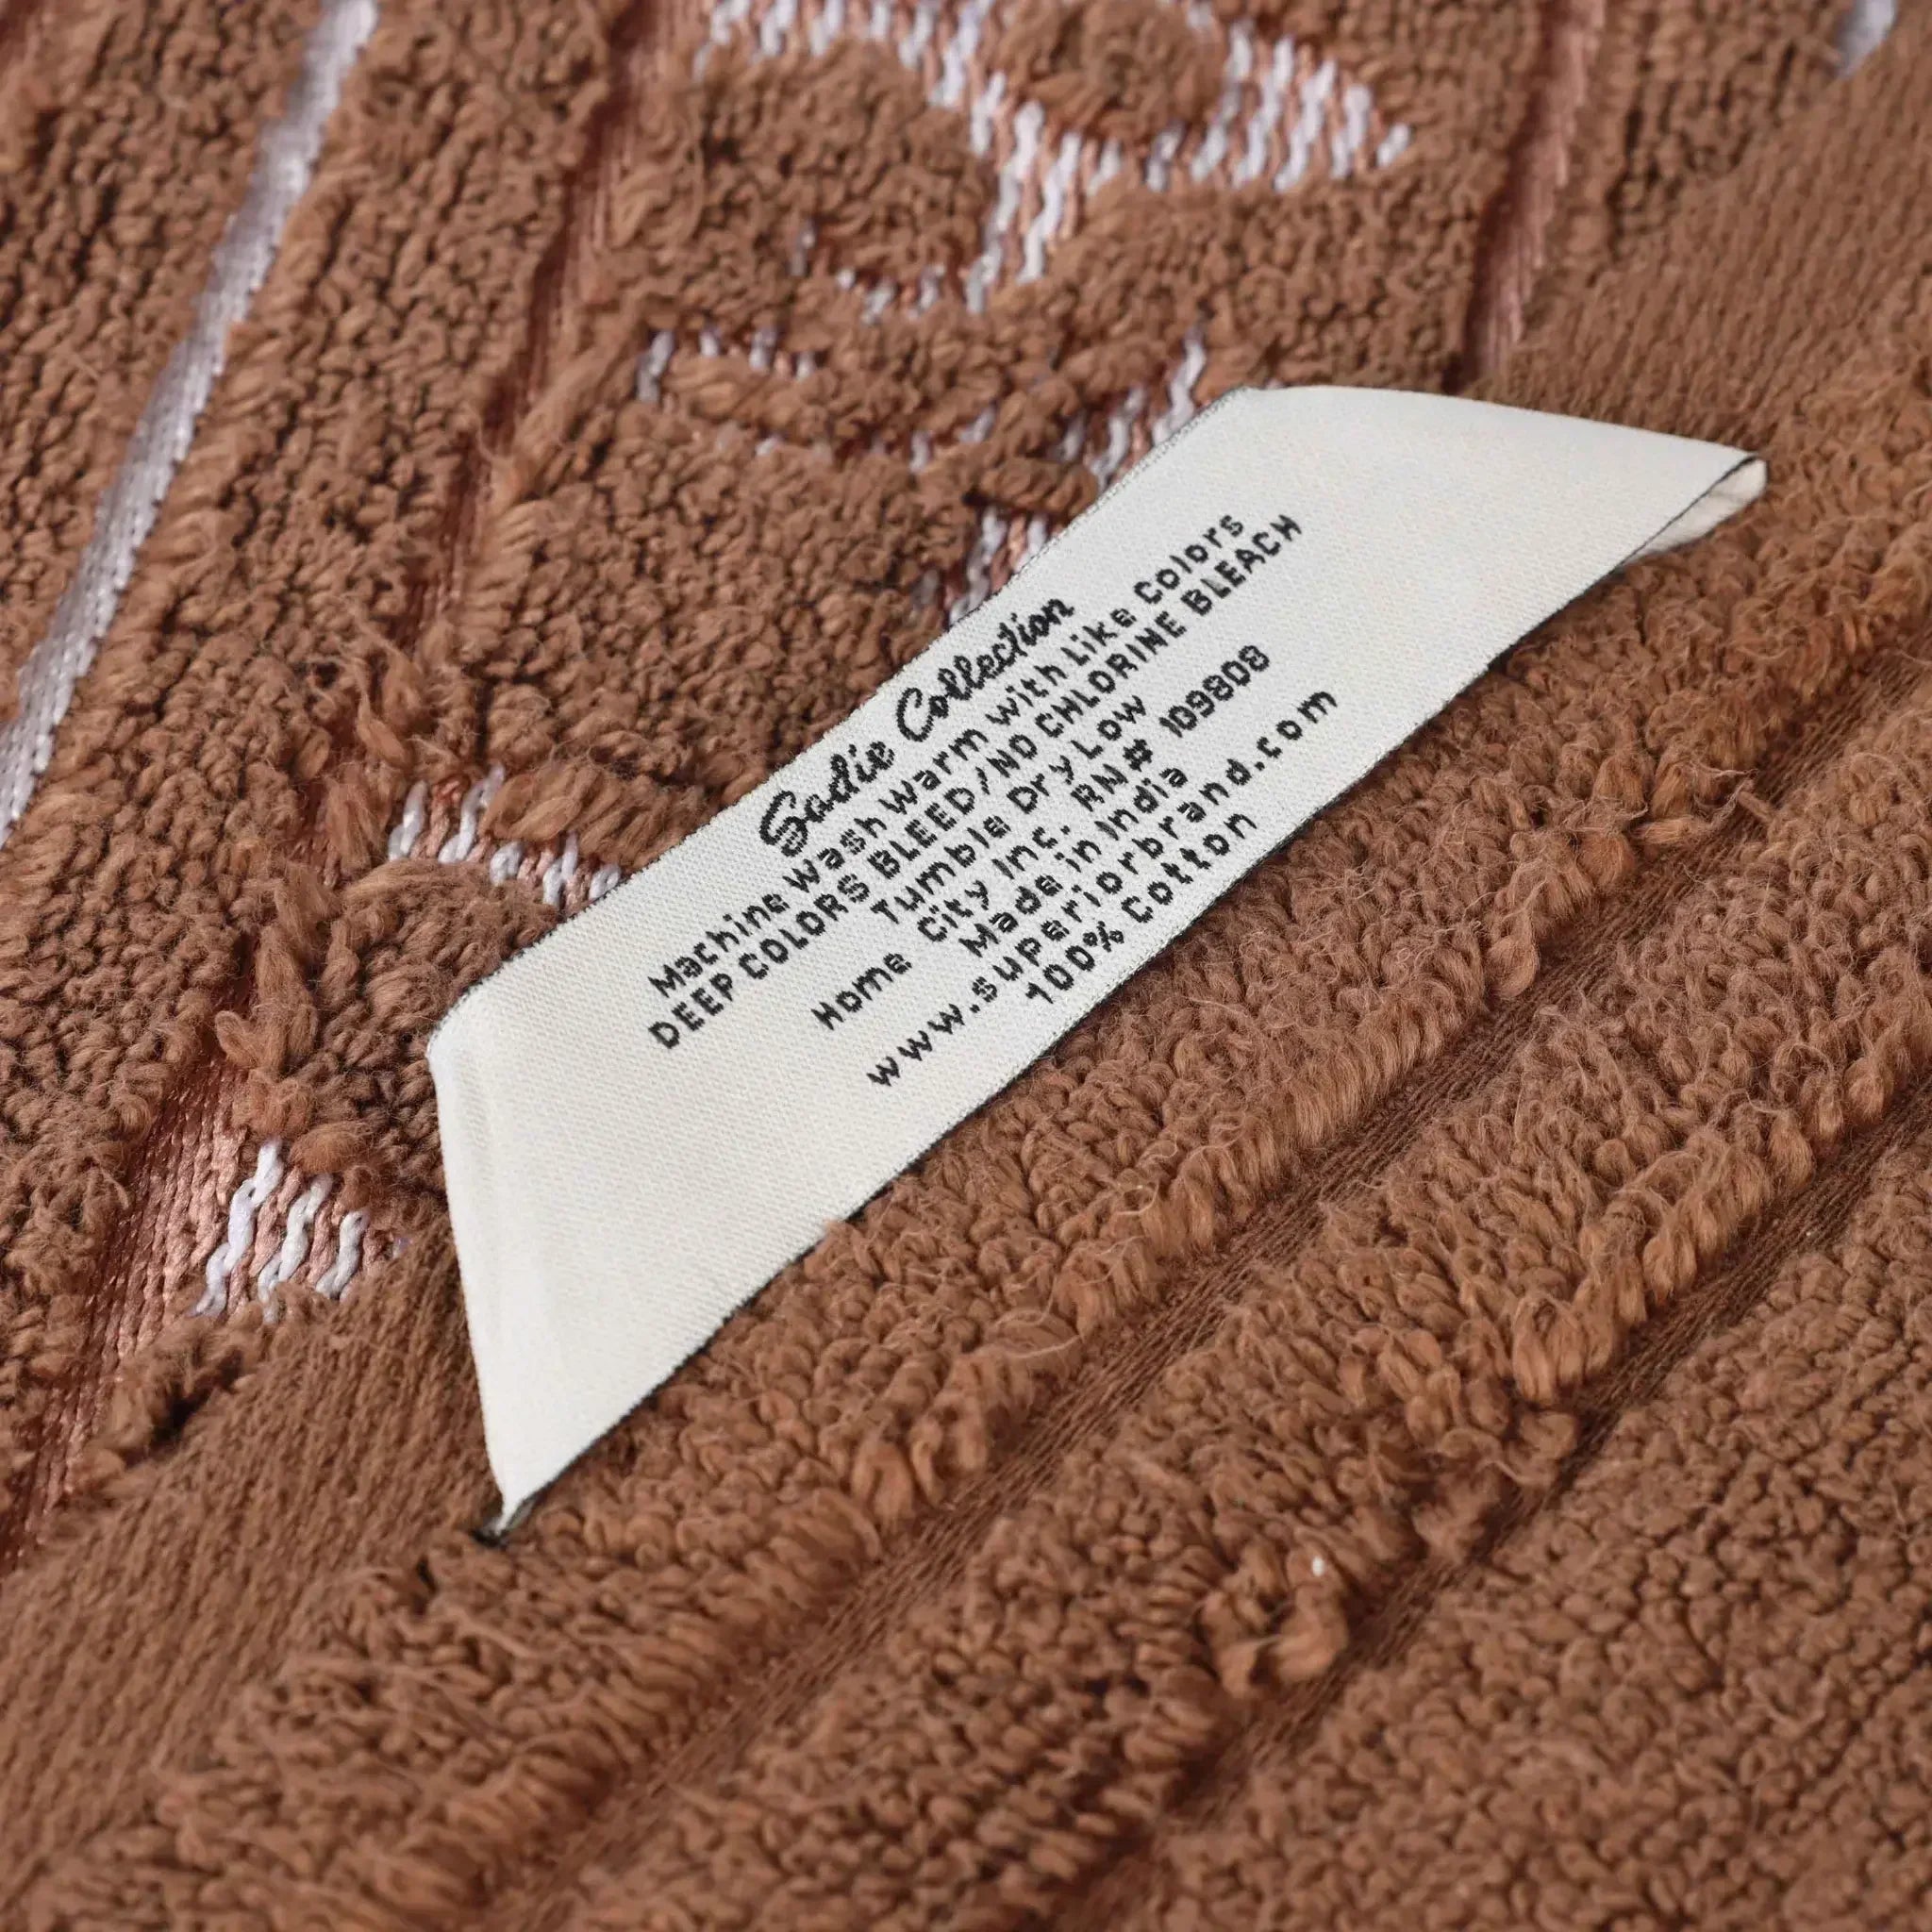 Sadie Collection
Machine Wash Warm with Like Colors
DEEP COLORS BLEED/NO CHLORINE BLEACH
Tumble Dry Low
Home City Inc. RN# 109808
Made in India
www.superiorbrand.com
100% Cotton